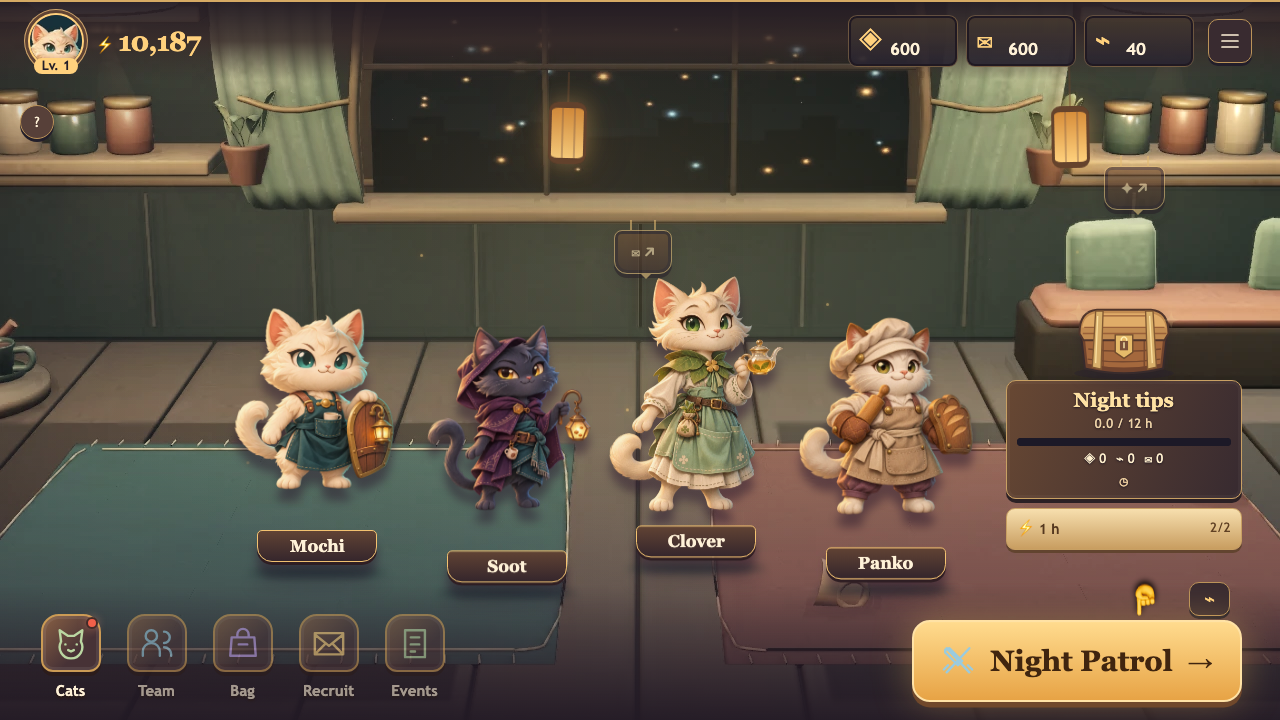 10,187
Lv. 1
600
600
40
?
Night tips
0.0 / 12 h
0 0 0
1 h 2/2
Mochi
Soot
Clover
Panko
Cats
Team
Bag
Recruit
Events
Night Patrol →